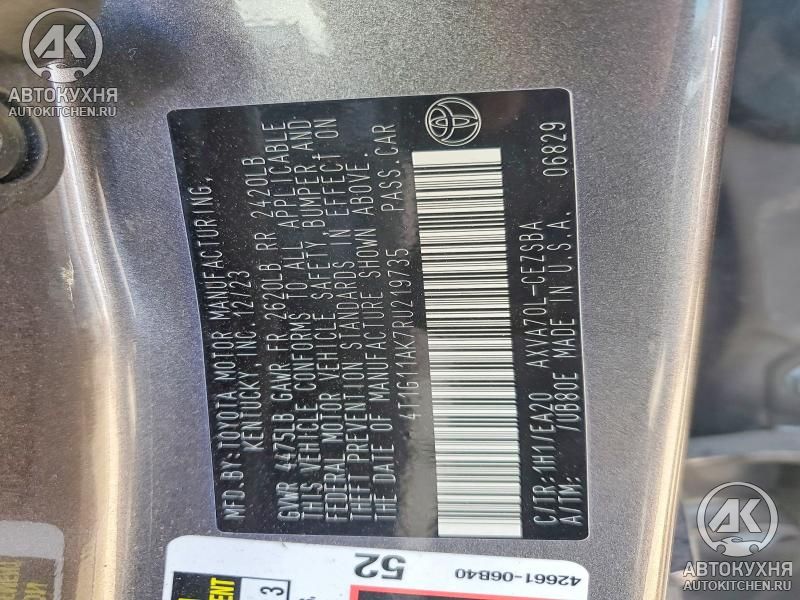 АВТОКУХНЯ
AUTOKITCHEN.RU
MFD.BY:TOYOTA MOTOR MANUFACTURING,
KENTUCKY, INC. 12/23
GVWR 4475LB GAWR FR 2620LB RR 2420LB
THIS VEHICLE CONFORMS TO ALL APPLICABLE
FEDERAL MOTOR VEHICLE SAFETY, BUMPER, AND
THEFT PREVENTION STANDARDS IN EFFECT ON
THE DATE OF MANUFACTURE SHOWN ABOVE.
4T1G11AK7RU219735 PASS. CAR
C/TR:1H1/EA20 AXVA70L-CEZSBA 06829
A/TM: /UB80E MADE IN U.S.A.
42661-06B40
52
3
АВТОКУХНЯ
AUTOKITCHEN.RU